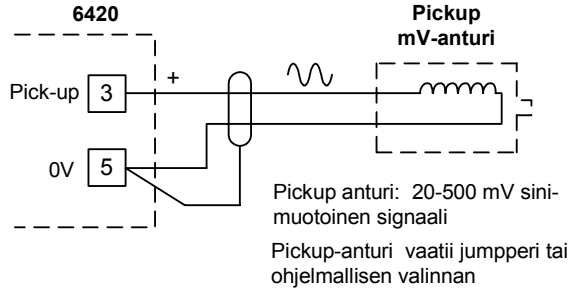 6420
Pickup
mV-anturi
Pick-up 3 +
0V 5
Pickup anturi: 20-500 mV sini-
muotoinen signaali
Pickup-anturi vaatii jumpperi tai
ohjelmallisen valinnan